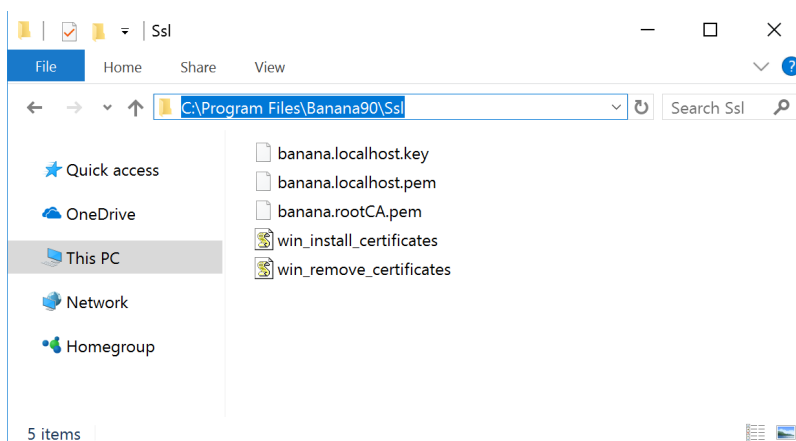 Ssl
File Home Share View
C:\Program Files\Banana90\Ssl Search Ssl
Quick access
OneDrive
This PC
Network
Homegroup
banana.localhost.key
banana.localhost.pem
banana.rootCA.pem
win_install_certificates
win_remove_certificates
5 items